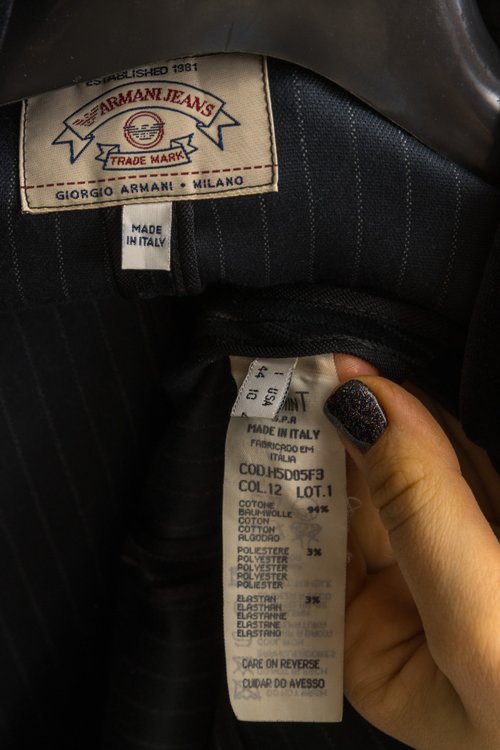 ESTABLISHED 1981
ARMANI JEANS
TRADE MARK
GIORGIO ARMANI • MILANO
MADE
IN ITALY
I USA
44 10
S.P.A
MADE IN ITALY
FABRICADO EM
ITÁLIA
COD.H5D05F3
COL.12 LOT.1
COTONE 94%
BAUMWOLLE
COTON
COTTON
ALGODAO
POLIESTERE 3%
POLYESTER
POLYESTER
POLYESTER
POLIESTER
ELASTAN 3%
ELASTHAN
ELASTHANNE
ELASTANE
ELASTANO
CARE ON REVERSE
CUIDAR DO AVESSO